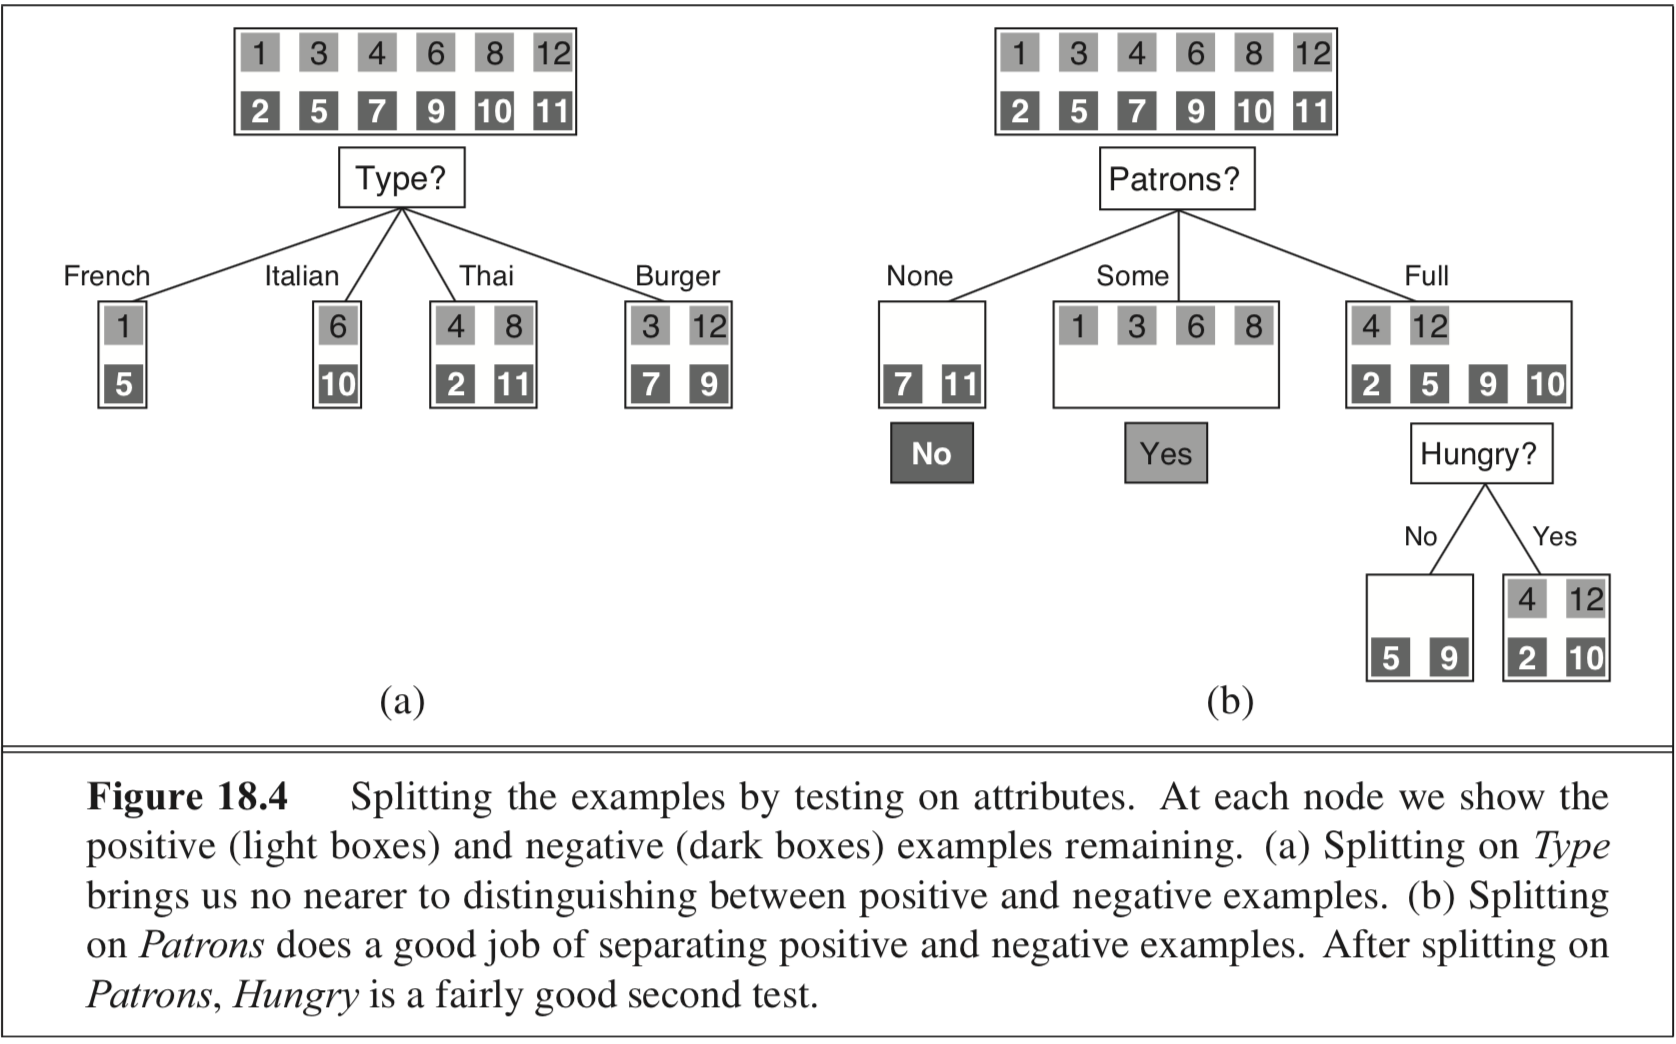 1 3 4 6 8 12
2 5 7 9 10 11
Type?
French Italian Thai Burger
1 6 4 8 3 12
5 10 2 11 7 9
(a)
1 3 4 6 8 12
2 5 7 9 10 11
Patrons?
None Some Full
1 3 6 8 4 12
7 11 2 5 9 10
No Yes Hungry?
No Yes
4 12
5 9 2 10
(b)
Figure 18.4 Splitting the examples by testing on attributes. At each node we show the
positive (light boxes) and negative (dark boxes) examples remaining. (a) Splitting on Type
brings us no nearer to distinguishing between positive and negative examples. (b) Splitting
on Patrons does a good job of separating positive and negative examples. After splitting on
Patrons, Hungry is a fairly good second test.